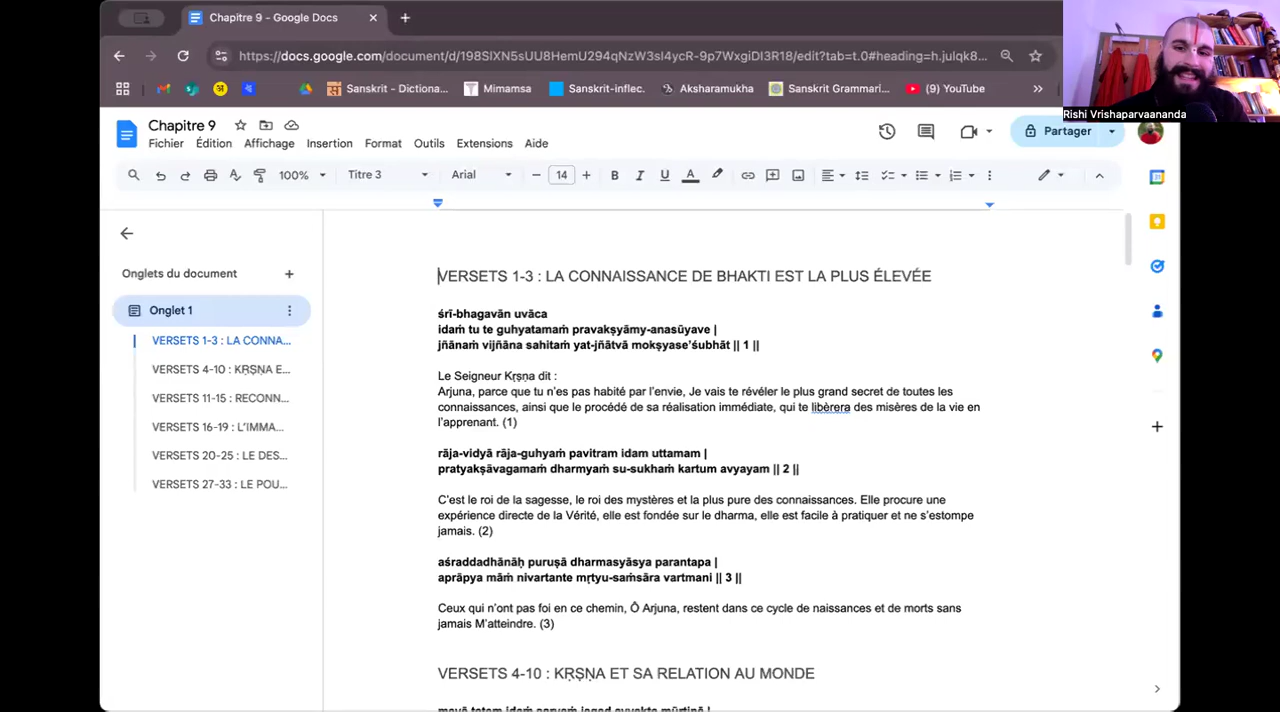 Chapitre 9 - Google Docs
https://docs.google.com/document/d/198SlXN5sUU8HemU294qNzW3sI4ycR-9p7WxgiDI3R18/edit?tab=t.0#heading=h.julqk8...
Sanskrit - Dictiona...
Mimamsa
Sanskrit-inflec.
Aksharamukha
Sanskrit Grammari...
(9) YouTube
Rishi Vrishaparvaananda
Chapitre 9
Partager
Fichier Édition Affichage Insertion Format Outils Extensions Aide
100% Titre 3 Arial 14 B I U A
Onglets du document
Onglet 1
VERSETS 1-3 : LA CONNA...
VERSETS 4-10 : KṚṢṆA E...
VERSETS 11-15 : RECONN...
VERSETS 16-19 : L'IMMA...
VERSETS 20-25 : LE DES...
VERSETS 27-33 : LE POU...
VERSETS 1-3 : LA CONNAISSANCE DE BHAKTI EST LA PLUS ÉLEVÉE
śrī-bhagavān uvāca
idaṁ tu te guhyatamaṁ pravakṣyāmy-anasūyave |
jñānaṁ vijñāna sahitaṁ yat-jñātvā mokṣyase'śubhāt || 1 ||
Le Seigneur Kṛṣṇa dit :
Arjuna, parce que tu n'es pas habité par l'envie, Je vais te révéler le plus grand secret de toutes les
connaissances, ainsi que le procédé de sa réalisation immédiate, qui te libèrera des misères de la vie en
l'apprenant. (1)
rāja-vidyā rāja-guhyaṁ pavitram idam uttamam |
pratyakṣāvagamaṁ dharmyaṁ su-sukhaṁ kartum avyayam || 2 ||
C'est le roi de la sagesse, le roi des mystères et la plus pure des connaissances. Elle procure une
expérience directe de la Vérité, elle est fondée sur le dharma, elle est facile à pratiquer et ne s'estompe
jamais. (2)
aśraddadhānāḥ puruṣā dharmasyāsya parantapa |
aprāpya māṁ nivartante mṛtyu-saṁsāra vartmani || 3 ||
Ceux qui n'ont pas foi en ce chemin, Ô Arjuna, restent dans ce cycle de naissances et de morts sans
jamais M'atteindre. (3)
VERSETS 4-10 : KṚṢṆA ET SA RELATION AU MONDE